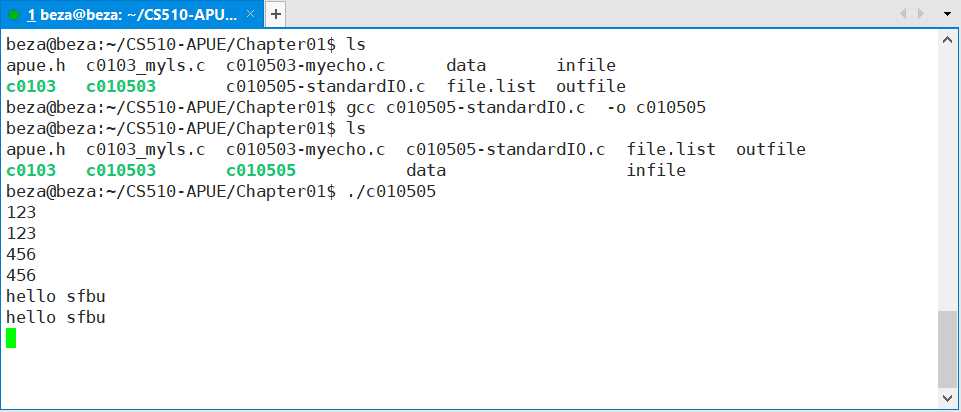 1 beza@beza: ~/CS510-APU...
beza@beza:~/CS510-APUE/Chapter01$ ls
apue.h  c0103_myls.c  c010503-myecho.c      data       infile
c0103   c010503       c010505-standardIO.c  file.list  outfile
beza@beza:~/CS510-APUE/Chapter01$ gcc c010505-standardIO.c  -o c010505
beza@beza:~/CS510-APUE/Chapter01$ ls
apue.h  c0103_myls.c  c010503-myecho.c  c010505-standardIO.c  file.list  outfile
c0103   c010503       c010505           data                  infile
beza@beza:~/CS510-APUE/Chapter01$ ./c010505
123
123
456
456
hello sfbu
hello sfbu